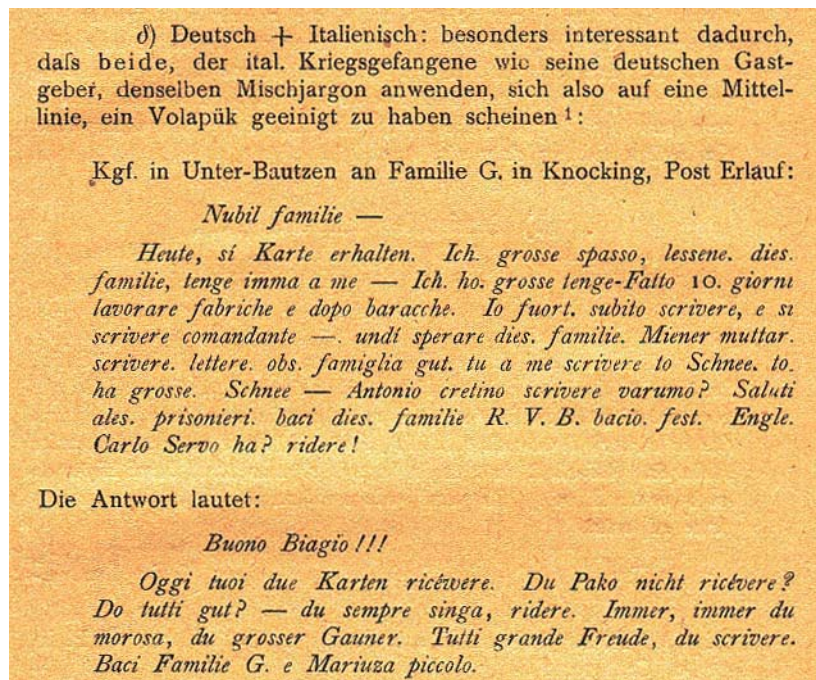 δ) Deutsch + Italienisch: besonders interessant dadurch,
daſs beide, der ital. Kriegsgefangene wie seine deutschen Gast-
geber, denselben Mischjargon anwenden, sich also auf eine Mittel-
linie, ein Volapük geeinigt zu haben scheinen ¹:
Kgf. in Unter-Bautzen an Familie G. in Knocking, Post Erlauf:
Nubil familie —
Heute, sí Karte erhalten. Ich. grosse spasso, lessene. dies.
familie, tenge imma a me — Ich. ho. grosse tenge-Fatto 10. giorni
lavorare fabriche e dopo baracche. Io fuort. subito scrivere, e si
scrivere comandante —. undí sperare dies. familie. Miener muttar.
scrivere. lettere. obs. famiglia gut. tu a me scrivere to Schnee. to.
ha grosse. Schnee — Antonio cretino scrivere varumo? Saluti
ales. prisonieri. baci dies. familie R. V. B. bacio. fest. Engle.
Carlo Servo ha? ridere!
Die Antwort lautet:
Buono Biagio!!!
Oggi tuoi due Karten ricéwere. Du Pako nicht ricévere?
Do tutti gut? — du sempre singa, ridere. Immer, immer du
morosa, du grosser Gauner. Tutti grande Freude, du scrivere.
Baci Familie G. e Mariuza piccolo.